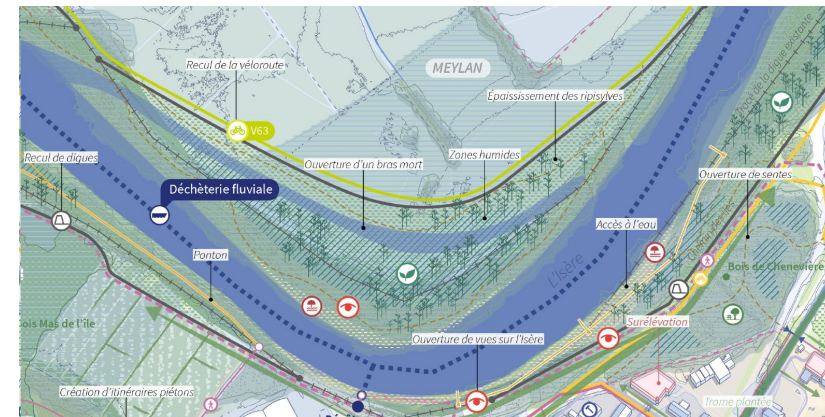 Recul de la véloroute
MEYLAN
Épaississement des ripisylves
V63
Ouverture d'un bras mort
Zones humides
Recul de digues
Ouverture de sentes
Déchèterie fluviale
Accès à l'eau
Ponton
L'Isère
Bois de Chenevière
Bois Mas de l'île
Surélévation
Ouverture de vues sur l'Isère
Création d'itinéraires piétons
Trame plantée